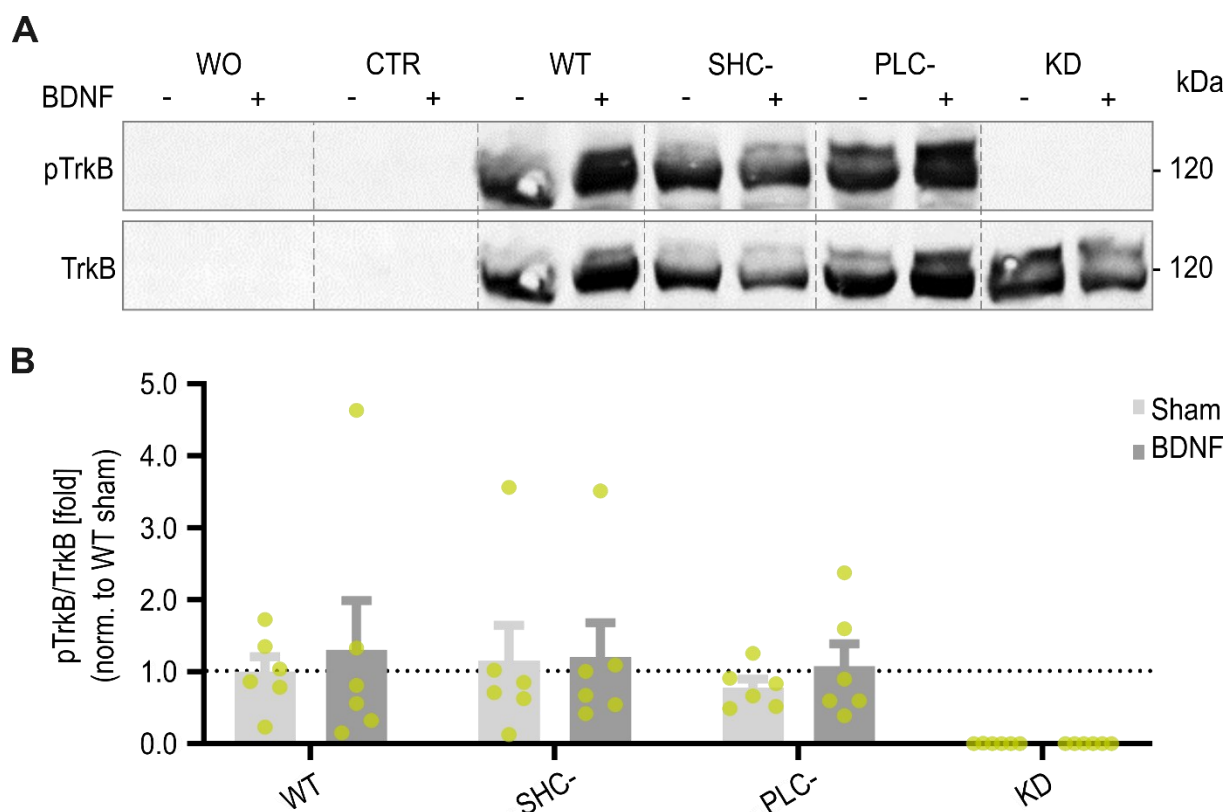 A
WO CTR WT SHC- PLC- KD kDa
BDNF - + - + - + - + - + - +
pTrkB - 120
TrkB - 120
B
pTrkB/TrkB [fold]
(norm. to WT sham)
5.0
4.0
3.0
2.0
1.0
0.0
Sham
BDNF
WT SHC- PLC- KD